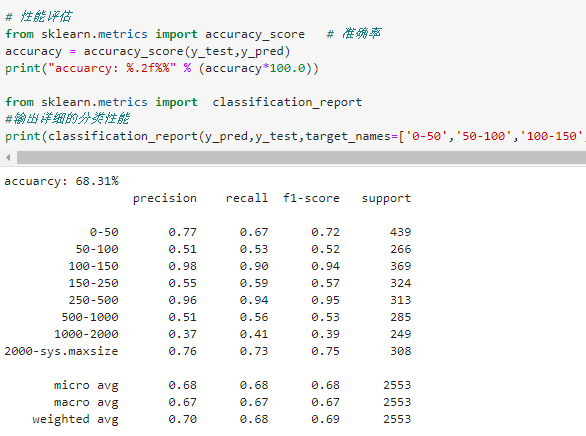 # 性能评估
from sklearn.metrics import accuracy_score   # 准确率
accuracy = accuracy_score(y_test,y_pred)
print("accuarcy: %.2f%%" % (accuracy*100.0))
from sklearn.metrics import  classification_report
#输出详细的分类性能
print(classification_report(y_pred,y_test,target_names=['0-50','50-100','100-150',
accuarcy: 68.31%
precision recall f1-score support
0-50 0.77 0.67 0.72 439
50-100 0.51 0.53 0.52 266
100-150 0.98 0.90 0.94 369
150-250 0.55 0.59 0.57 324
250-500 0.96 0.94 0.95 313
500-1000 0.51 0.56 0.53 285
1000-2000 0.37 0.41 0.39 249
2000-sys.maxsize 0.76 0.73 0.75 308
micro avg 0.68 0.68 0.68 2553
macro avg 0.67 0.67 0.67 2553
weighted avg 0.70 0.68 0.69 2553